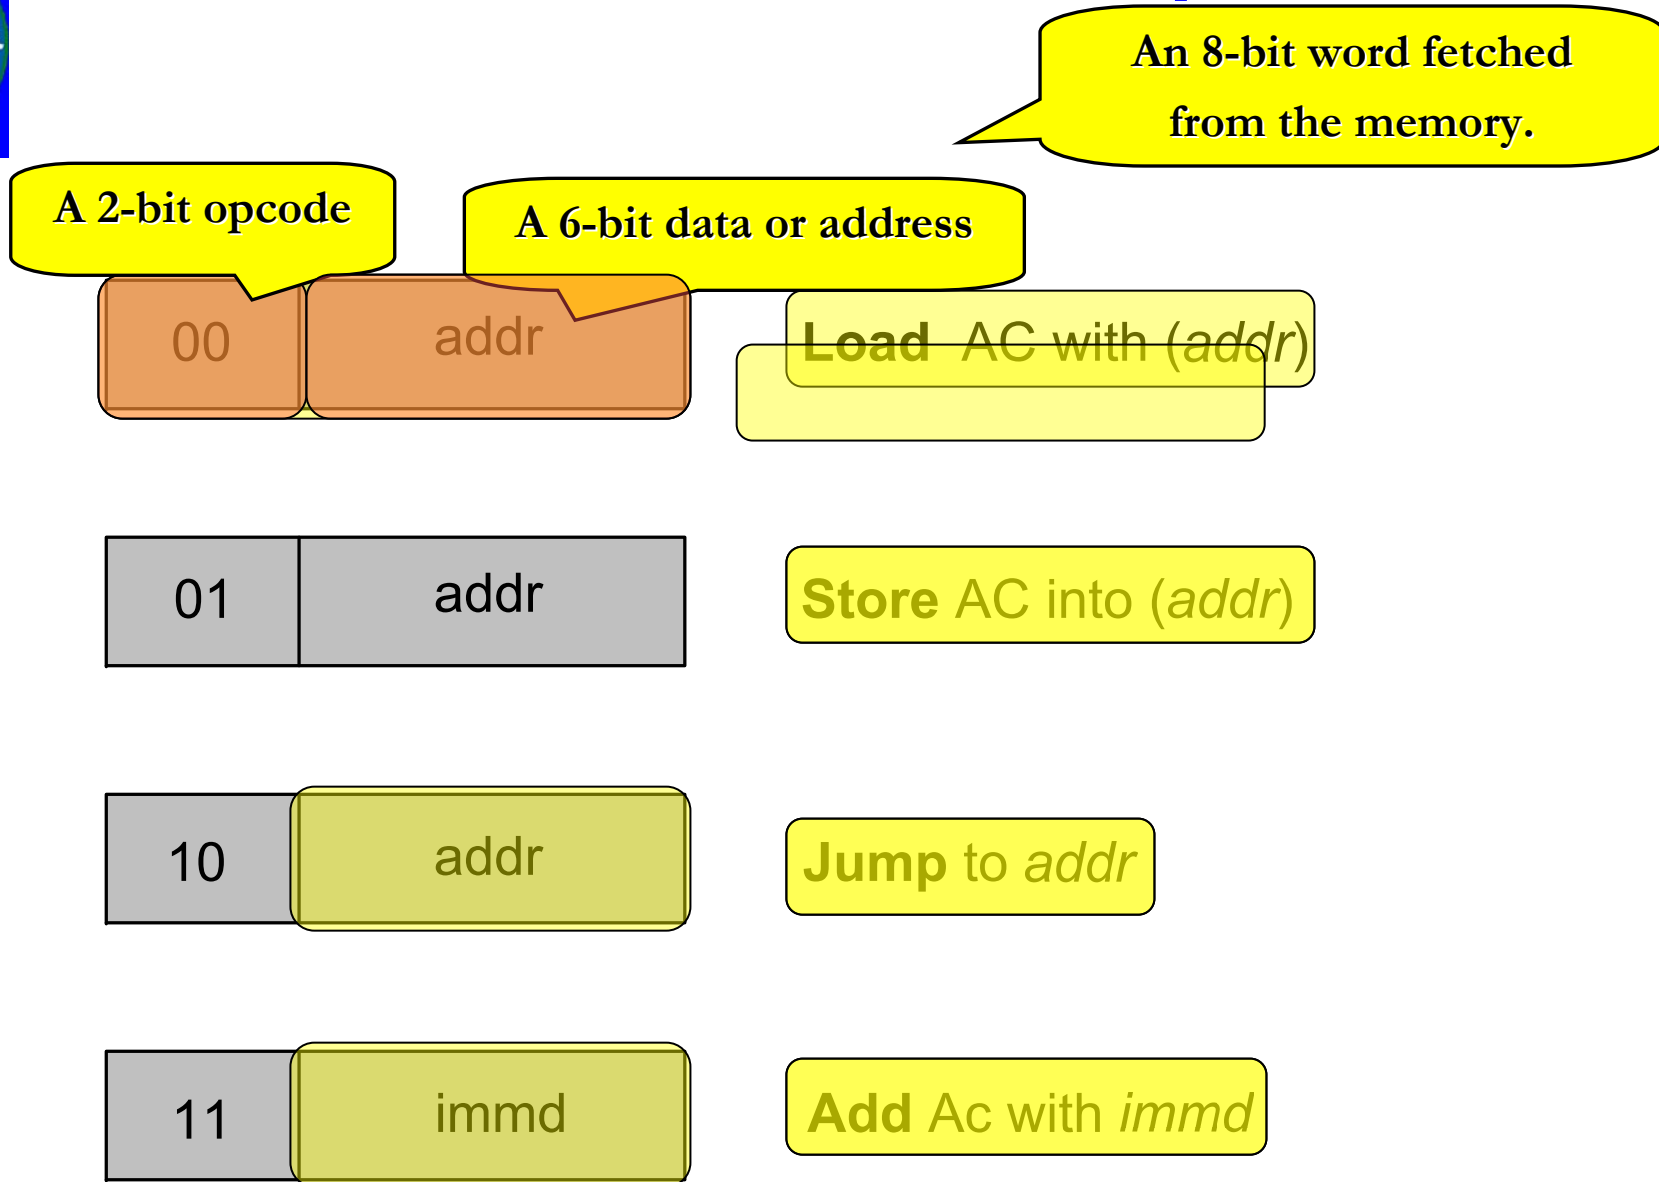 An 8-bit word fetched
from the memory.
A 2-bit opcode
A 6-bit data or address
00 addr Load AC with (addr)
01 addr Store AC into (addr)
10 addr Jump to addr
11 immd Add Ac with immd